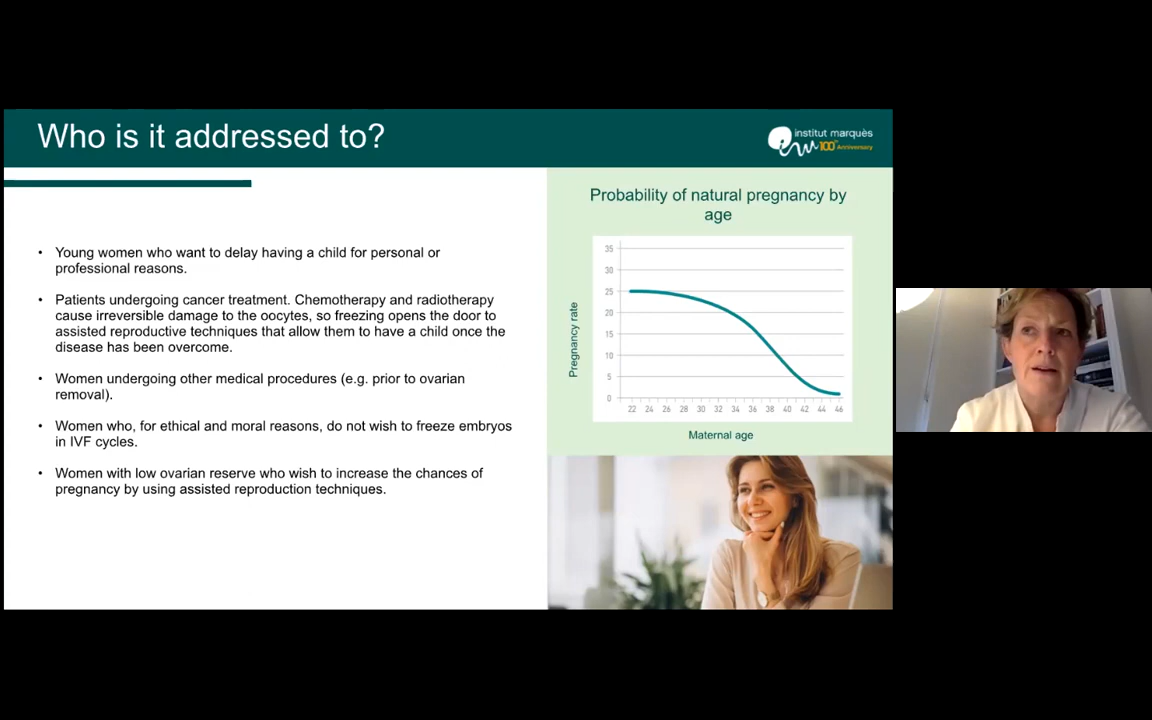 Who is it addressed to?
institut marquès
100th Anniversary
• Young women who want to delay having a child for personal or
professional reasons.
• Patients undergoing cancer treatment. Chemotherapy and radiotherapy
cause irreversible damage to the oocytes, so freezing opens the door to
assisted reproductive techniques that allow them to have a child once the
disease has been overcome.
• Women undergoing other medical procedures (e.g. prior to ovarian
removal).
• Women who, for ethical and moral reasons, do not wish to freeze embryos
in IVF cycles.
• Women with low ovarian reserve who wish to increase the chances of
pregnancy by using assisted reproduction techniques.
Probability of natural pregnancy by
age
Pregnancy rate
35
30
25
20
15
10
5
0
22 24 26 28 30 32 34 36 38 40 42 44 46
Maternal age